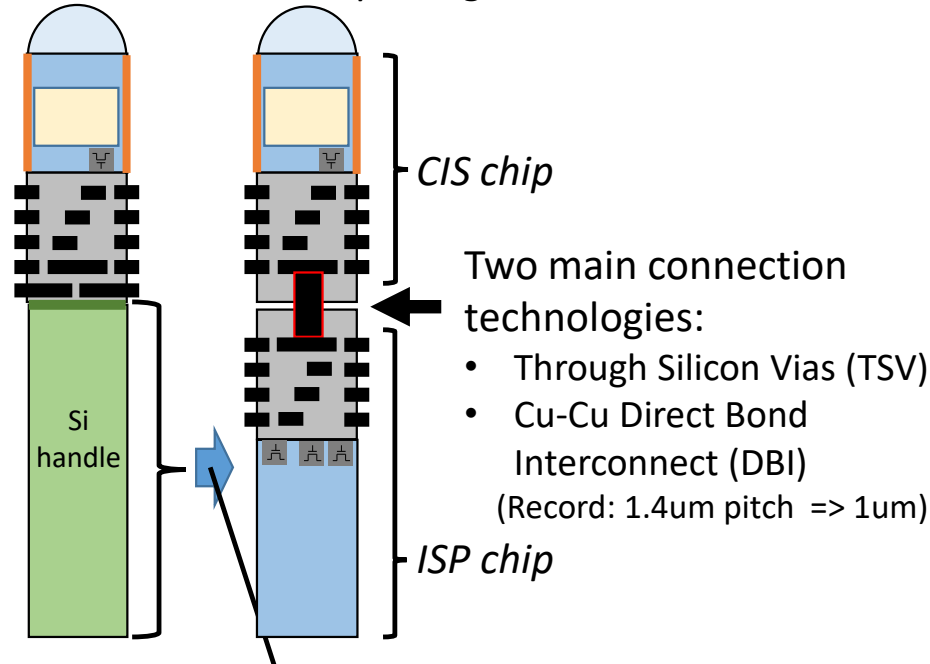 CIS chip
Two main connection
technologies:
• Through Silicon Vias (TSV)
• Cu-Cu Direct Bond
Interconnect (DBI)
(Record: 1.4um pitch => 1um)
Si
handle
ISP chip